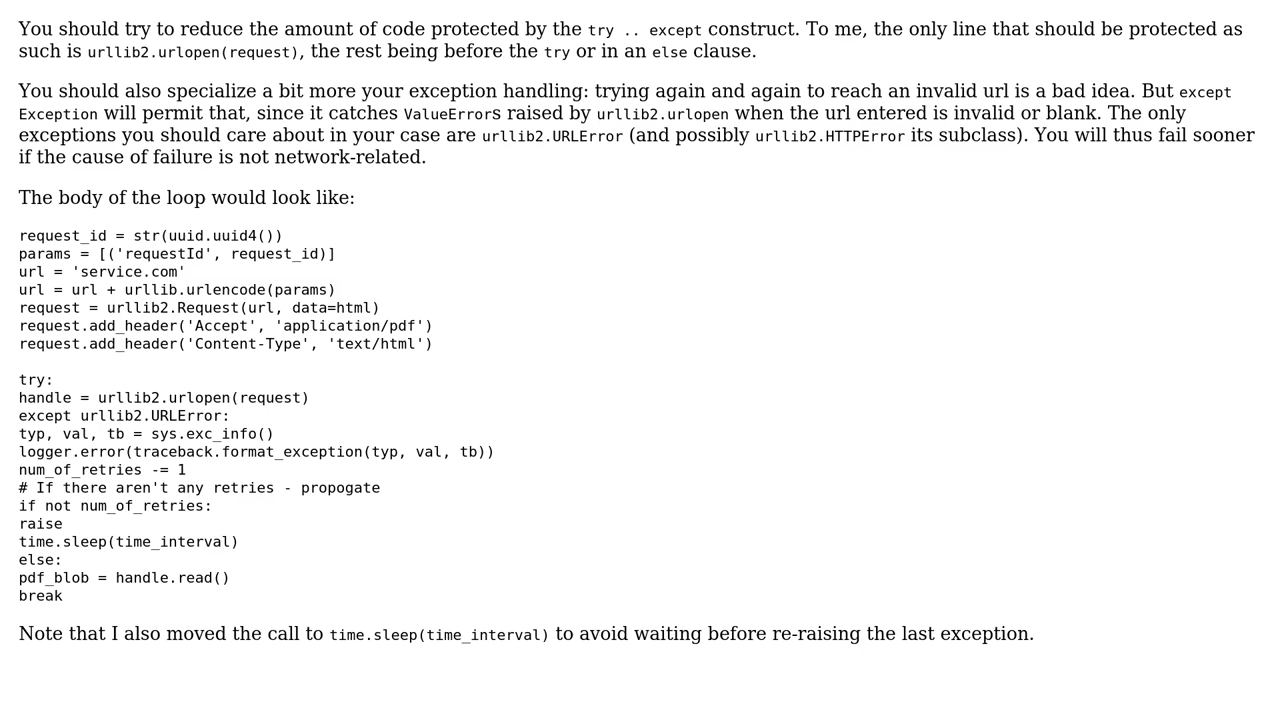 You should try to reduce the amount of code protected by the try .. except construct. To me, the only line that should be protected as
such is urllib2.urlopen(request), the rest being before the try or in an else clause.
You should also specialize a bit more your exception handling: trying again and again to reach an invalid url is a bad idea. But except
Exception will permit that, since it catches ValueErrors raised by urllib2.urlopen when the url entered is invalid or blank. The only
exceptions you should care about in your case are urllib2.URLError (and possibly urllib2.HTTPError its subclass). You will thus fail sooner
if the cause of failure is not network-related.
The body of the loop would look like:
request_id = str(uuid.uuid4())
params = [('requestId', request_id)]
url = 'service.com'
url = url + urllib.urlencode(params)
request = urllib2.Request(url, data=html)
request.add_header('Accept', 'application/pdf')
request.add_header('Content-Type', 'text/html')
try:
handle = urllib2.urlopen(request)
except urllib2.URLError:
typ, val, tb = sys.exc_info()
logger.error(traceback.format_exception(typ, val, tb))
num_of_retries -= 1
# If there aren't any retries - propogate
if not num_of_retries:
raise
time.sleep(time_interval)
else:
pdf_blob = handle.read()
break
Note that I also moved the call to time.sleep(time_interval) to avoid waiting before re-raising the last exception.